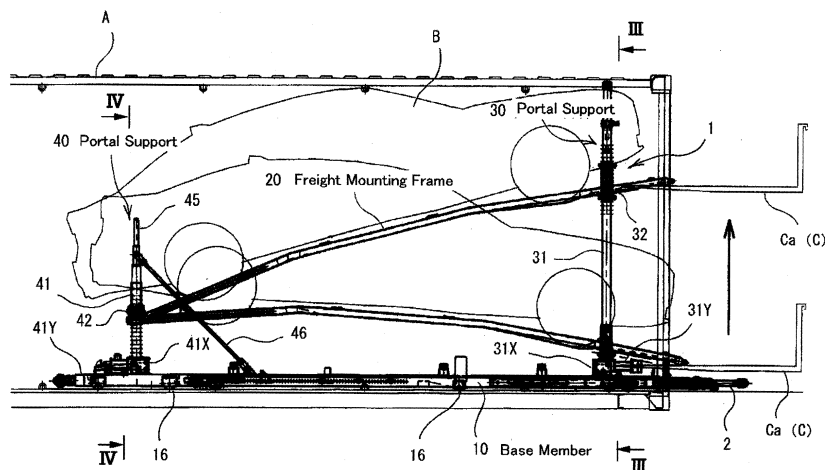 A
B
III
IV
30 Portal Support
40 Portal Support
1
45
20 Freight Mounting Frame
32
Ca (C)
31
41
42
41Y
41X
46
31X
31Y
Ca (C)
16
16
10 Base Member
2
IV
III